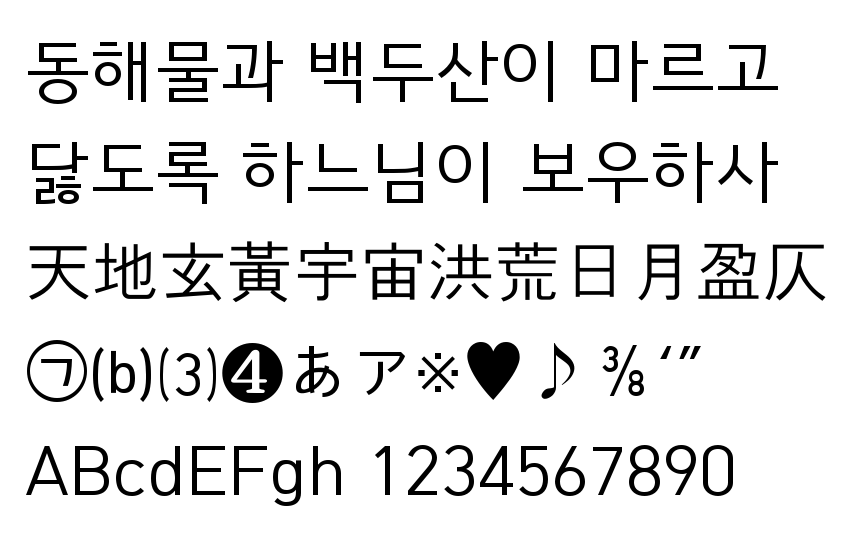 동해물과 백두산이 마르고
닳도록 하느님이 보우하사
天地玄黃宇宙洪荒日月盈仄
㉠⒝⑶❹あア※♥♪⅜〝″
ABcdEFgh 1234567890